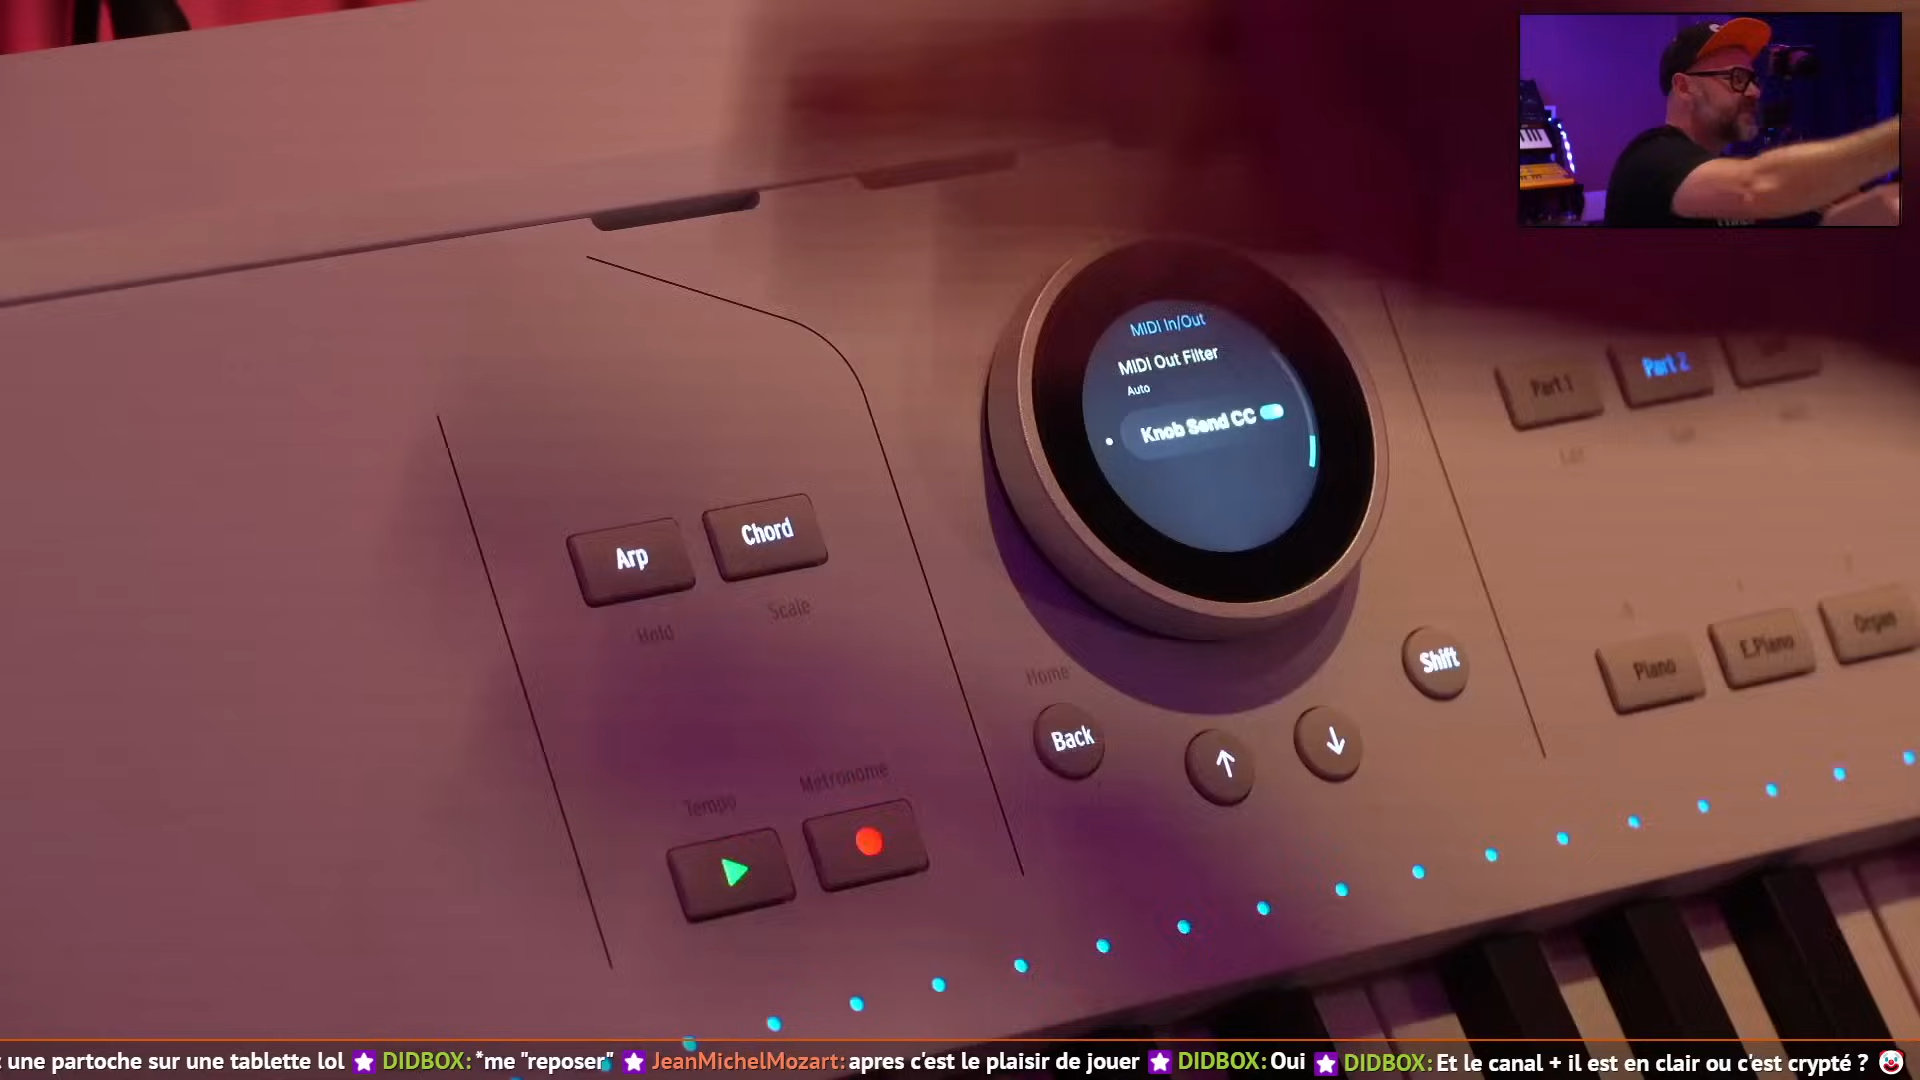 MIDI In/Out
MIDI Out Filter
Auto
Knob Send CC
Part 1
Part 2
Arp
Chord
Hold
Scale
Home
Back
↑
↓
Shift
Piano
E.Piano
Organ
Tempo
Metronome
une partoche sur une tablette lol DIDBOX: *me "reposer" JeanMichelMozart: apres c'est le plaisir de jouer DIDBOX: Oui DIDBOX: Et le canal + il est en clair ou c'est crypté ? 🤡